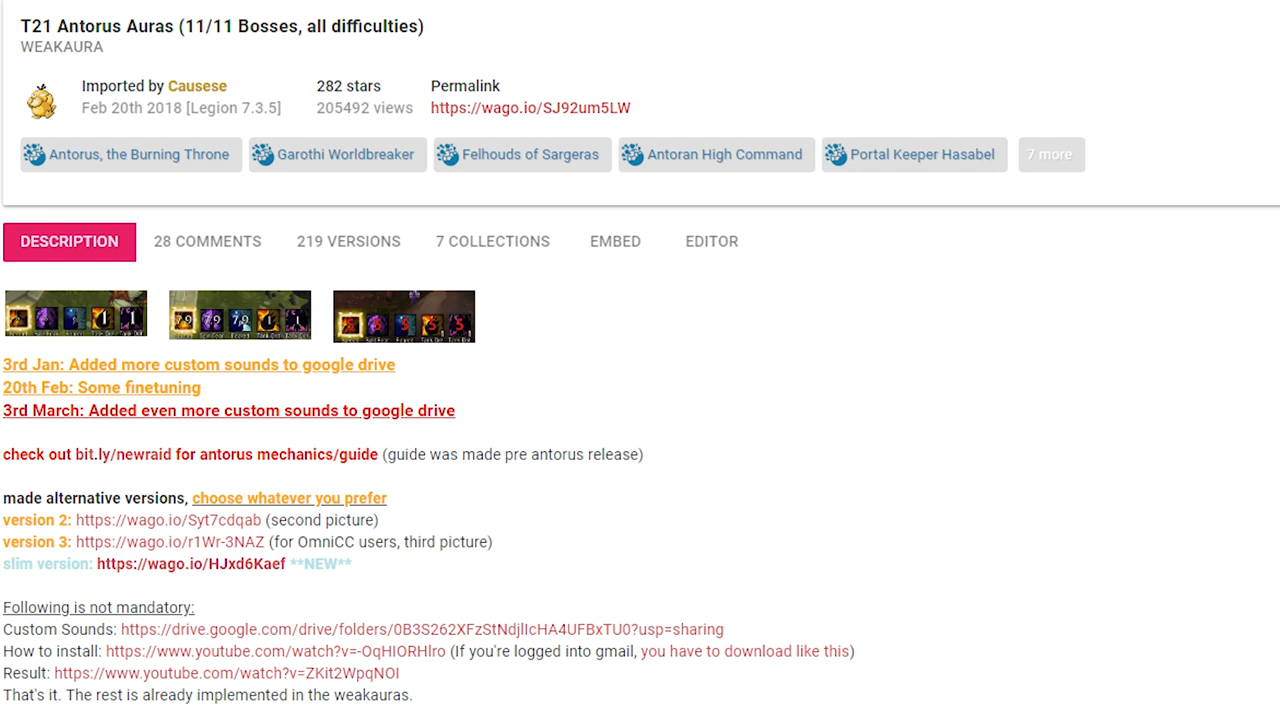 T21 Antorus Auras (11/11 Bosses, all difficulties)
WEAKAURA
Imported by Causese 282 stars Permalink
Feb 20th 2018 [Legion 7.3.5] 205492 views https://wago.io/SJ92um5LW
Antorus, the Burning Throne Garothi Worldbreaker Felhouds of Sargeras Antoran High Command Portal Keeper Hasabel 7 more
DESCRIPTION 28 COMMENTS 219 VERSIONS 7 COLLECTIONS EMBED EDITOR
3rd Jan: Added more custom sounds to google drive
20th Feb: Some finetuning
3rd March: Added even more custom sounds to google drive
check out bit.ly/newraid for antorus mechanics/guide (guide was made pre antorus release)
made alternative versions, choose whatever you prefer
version 2: https://wago.io/Syt7cdqab (second picture)
version 3: https://wago.io/r1Wr-3NAZ (for OmniCC users, third picture)
slim version: https://wago.io/HJxd6Kaef **NEW**
Following is not mandatory:
Custom Sounds: https://drive.google.com/drive/folders/0B3S262XFzStNdjlIcHA4UFBxTU0?usp=sharing
How to install: https://www.youtube.com/watch?v=-OqHIORHlro (If you're logged into gmail, you have to download like this)
Result: https://www.youtube.com/watch?v=ZKit2WpqNOI
That's it. The rest is already implemented in the weakauras.